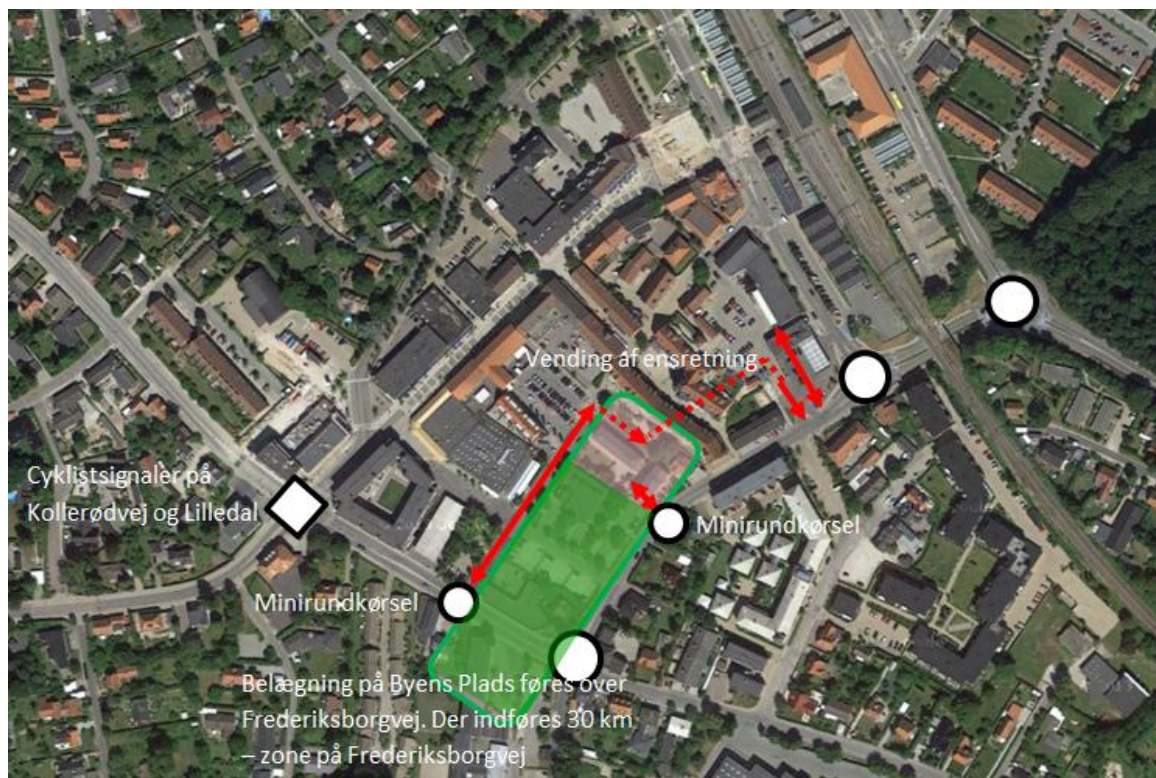 Vending af ensretning
Cyklistsignaler på
Kollerødvej og Lilledal
Minirundkørsel
Minirundkørsel
Belægning på Byens Plads føres over
Frederiksborgvej. Der indføres 30 km
– zone på Frederiksborgvej